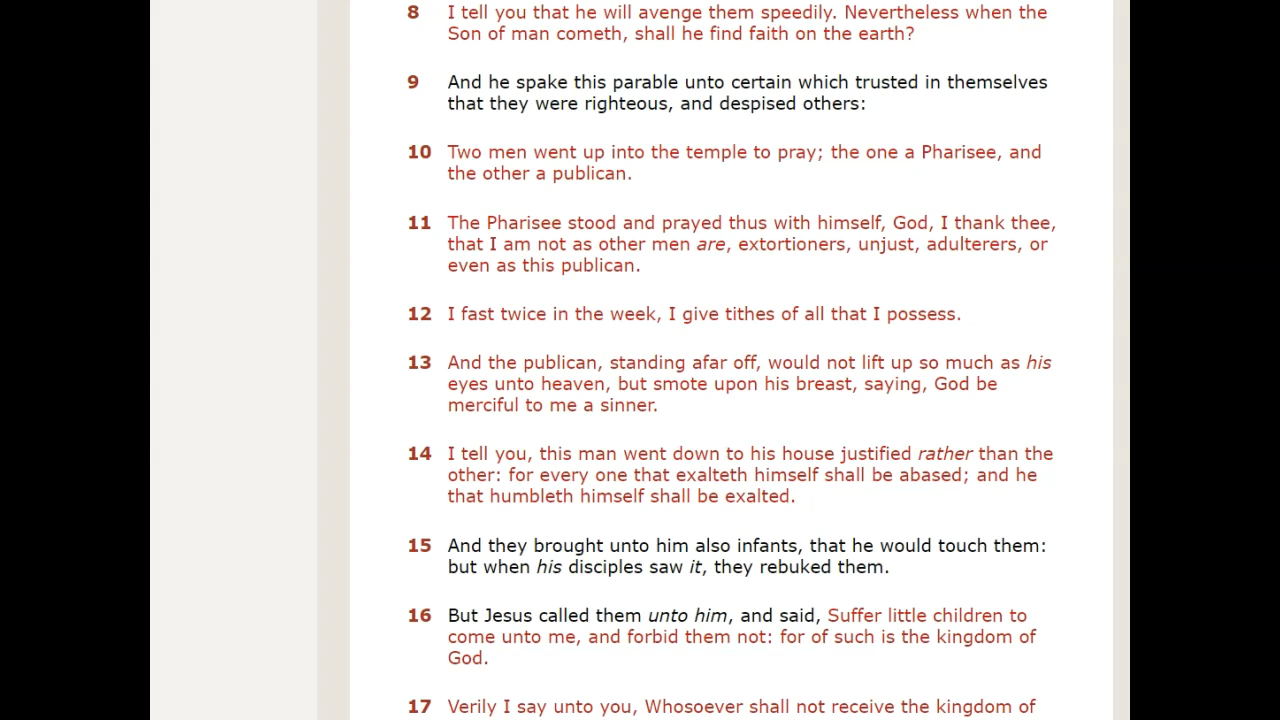 8 I tell you that he will avenge them speedily. Nevertheless when the
Son of man cometh, shall he find faith on the earth?
9 And he spake this parable unto certain which trusted in themselves
that they were righteous, and despised others:
10 Two men went up into the temple to pray; the one a Pharisee, and
the other a publican.
11 The Pharisee stood and prayed thus with himself, God, I thank thee,
that I am not as other men are, extortioners, unjust, adulterers, or
even as this publican.
12 I fast twice in the week, I give tithes of all that I possess.
13 And the publican, standing afar off, would not lift up so much as his
eyes unto heaven, but smote upon his breast, saying, God be
merciful to me a sinner.
14 I tell you, this man went down to his house justified rather than the
other: for every one that exalteth himself shall be abased; and he
that humbleth himself shall be exalted.
15 And they brought unto him also infants, that he would touch them:
but when his disciples saw it, they rebuked them.
16 But Jesus called them unto him, and said, Suffer little children to
come unto me, and forbid them not: for of such is the kingdom of
God.
17 Verily I say unto you, Whosoever shall not receive the kingdom of